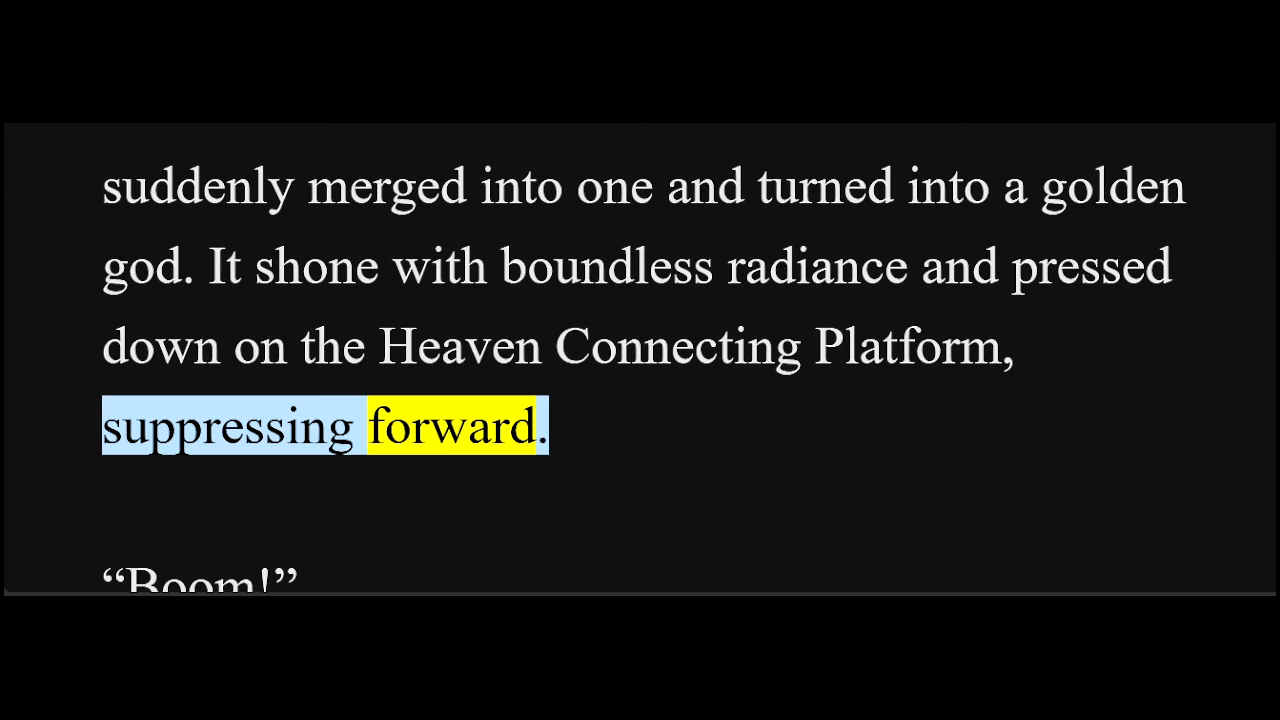 suddenly merged into one and turned into a golden
god. It shone with boundless radiance and pressed
down on the Heaven Connecting Platform,
suppressing forward.
“Boom!”